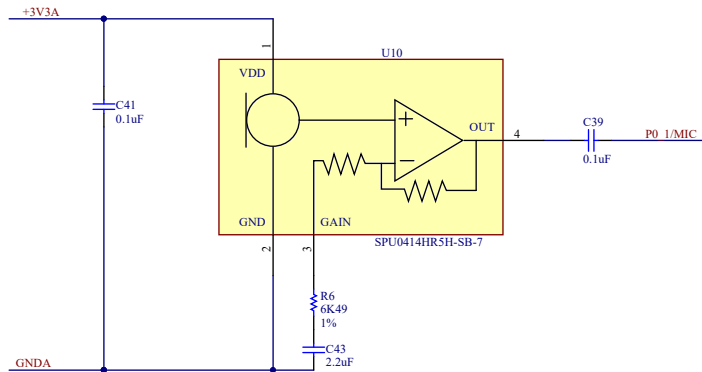 +3V3A
1
U10
VDD
C41
0.1uF
C39
OUT
4
P0_1/MIC
0.1uF
GND
GAIN
2
3
SPU0414HR5H-SB-7
R6
6K49
1%
C43
2.2uF
GNDA